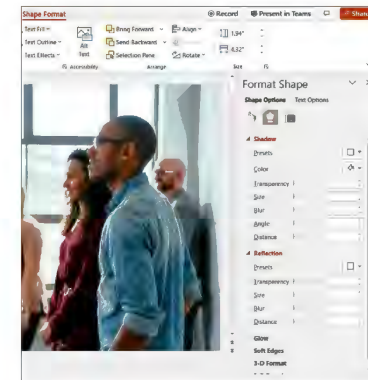 Shape Format
Record
Present in Teams
Share
Text Fill
Text Outline
Text Effects
Alt
Text
Accessibility
Bring Forward
Send Backward
Selection Pane
Align
Rotate
Arrange
1.94"
4.32"
Size
Format Shape
Shape Options Text Options
Shadow
Presets
Color
Transparency
Size
Blur
Angle
Distance
Reflection
Presets
Transparency
Size
Blur
Distance
Glow
Soft Edges
3-D Format